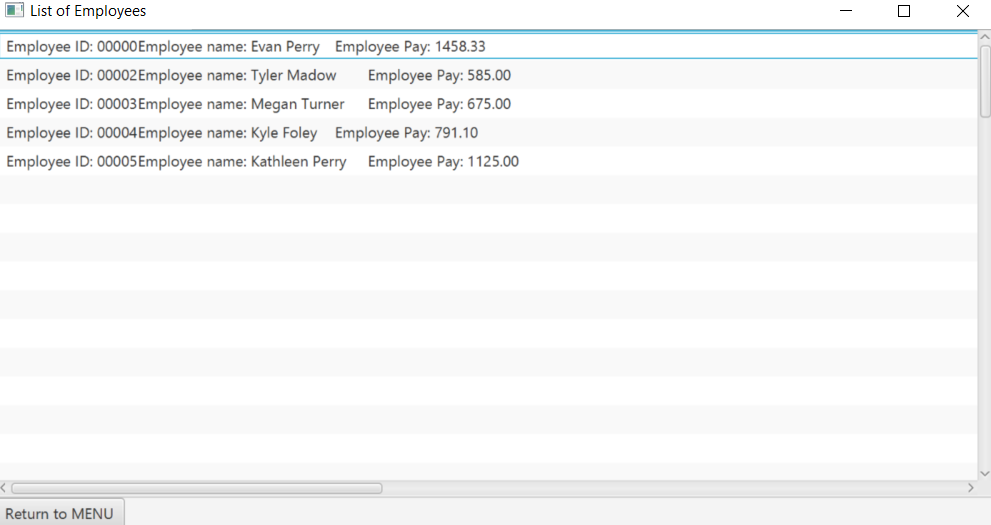 List of Employees
Employee ID: 00000Employee name: Evan Perry Employee Pay: 1458.33
Employee ID: 00002Employee name: Tyler Madow Employee Pay: 585.00
Employee ID: 00003Employee name: Megan Turner Employee Pay: 675.00
Employee ID: 00004Employee name: Kyle Foley Employee Pay: 791.10
Employee ID: 00005Employee name: Kathleen Perry Employee Pay: 1125.00
Return to MENU